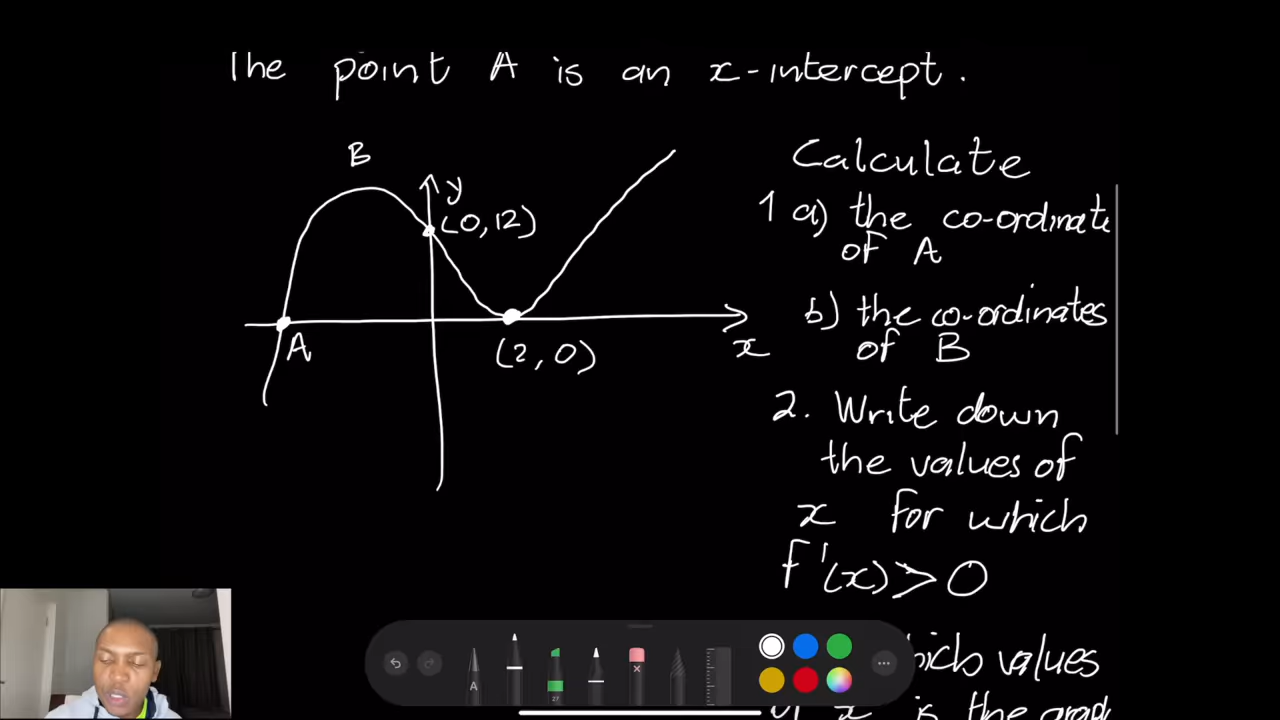 The point A is an x-intercept.
B
y
(0,12)
A
(2, 0)
x
Calculate
1 a) the co-ordinate
of A
b) the co-ordinates
of B
2. Write down
the values of
x for which
f'(x) > 0
values
of x is the